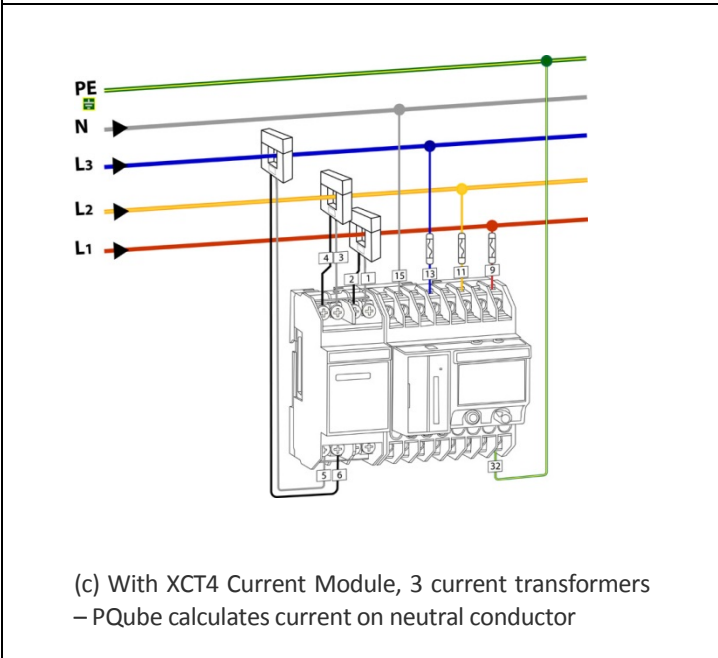 PE
N
L3
L2
L1
4 3
2 1
15
13
11
9
5 6
32
(c) With XCT4 Current Module, 3 current transformers
– PQube calculates current on neutral conductor